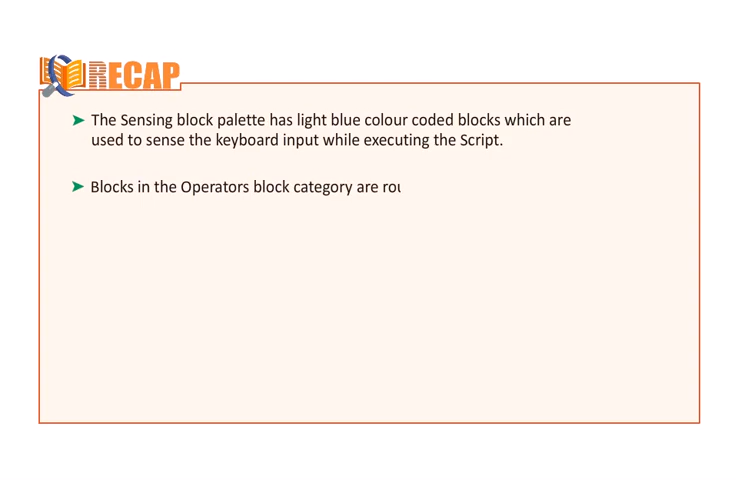 RECAP
➤ The Sensing block palette has light blue colour coded blocks which are
used to sense the keyboard input while executing the Script.
➤ Blocks in the Operators block category are